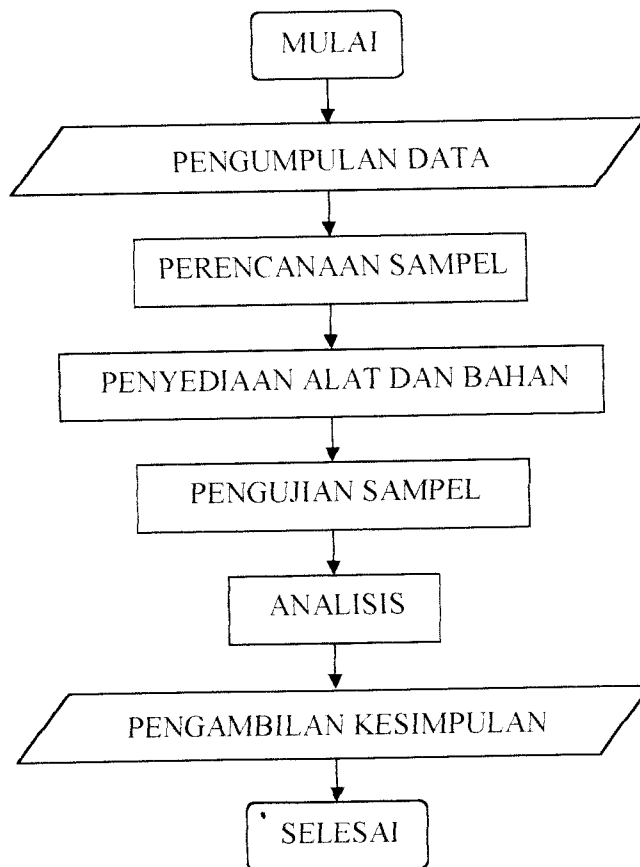 MULAI
PENGUMPULAN DATA
PERENCANAAN SAMPEL
PENYEDIAAN ALAT DAN BAHAN
PENGUJIAN SAMPEL
ANALISIS
PENGAMBILAN KESIMPULAN
SELESAI